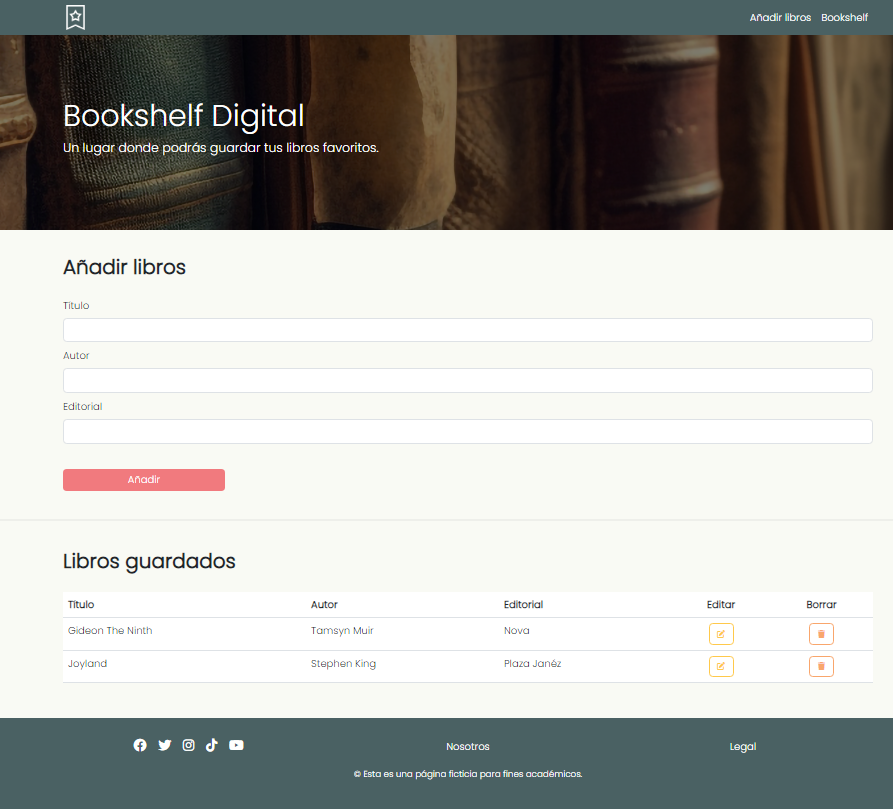 Añadir libros Bookshelf
Bookshelf Digital
Un lugar donde podrás guardar tus libros favoritos.
Añadir libros
Título
Autor
Editorial
Añadir
Libros guardados
Título Autor Editorial Editar Borrar
Gideon The Ninth Tamsyn Muir Nova
Joyland Stephen King Plaza Janéz
Nosotros Legal
© Esta es una página ficticia para fines académicos.